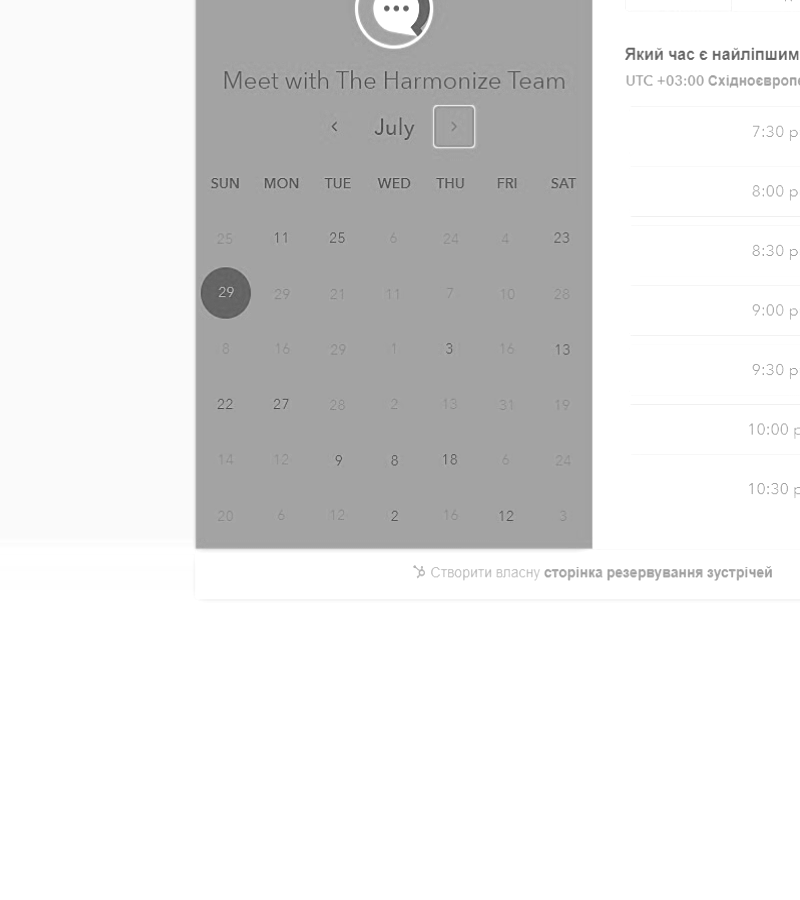 Meet with The Harmonize Team
July
SUN MON TUE WED THU FRI SAT
25 11 25 6 24 4 23
29 29 21 11 7 10 28
8 16 29 1 3 16 13
22 27 28 2 13 31 19
14 12 9 8 18 6 24
20 6 12 2 16 12 3
Який час є найліпшим
UTC +03:00 Східноєвроп
7:30 p
8:00 p
8:30 p
9:00 p
9:30 p
10:00 p
10:30 p
Створити власну сторінка резервування зустрічей